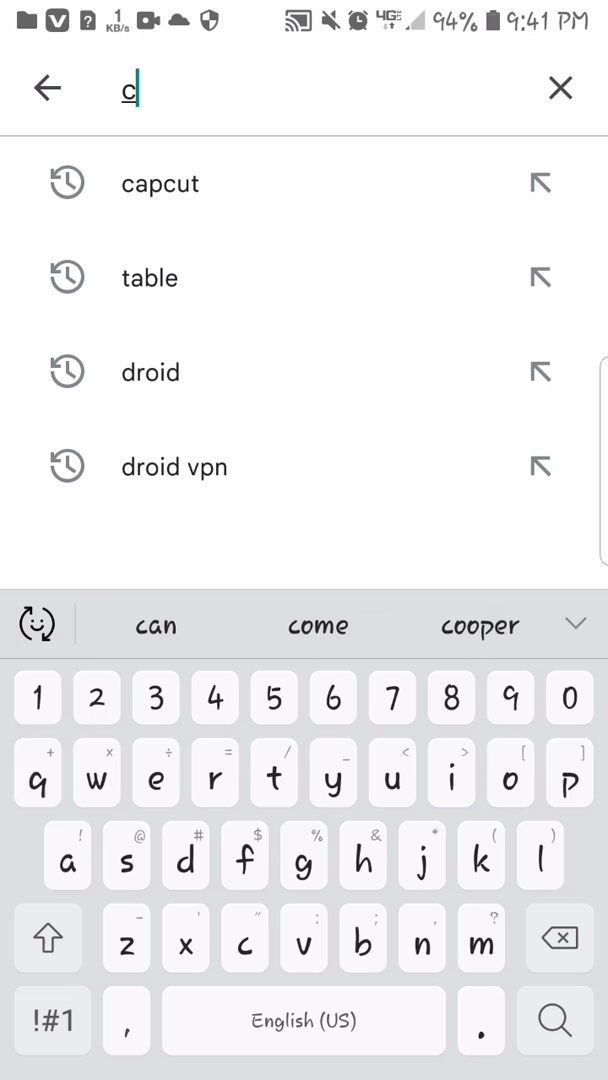 1 KB/s 4GE 94% 9:41 PM
c
capcut
table
droid
droid vpn
can come cooper
1 2 3 4 5 6 7 8 9 0
+ × ÷ = / _ < > [ ]
q w e r t y u i o p
! @ # $ % & * ( )
a s d f g h j k l
- ' " : ; , ?
z x c v b n m
!#1 , English (US) .